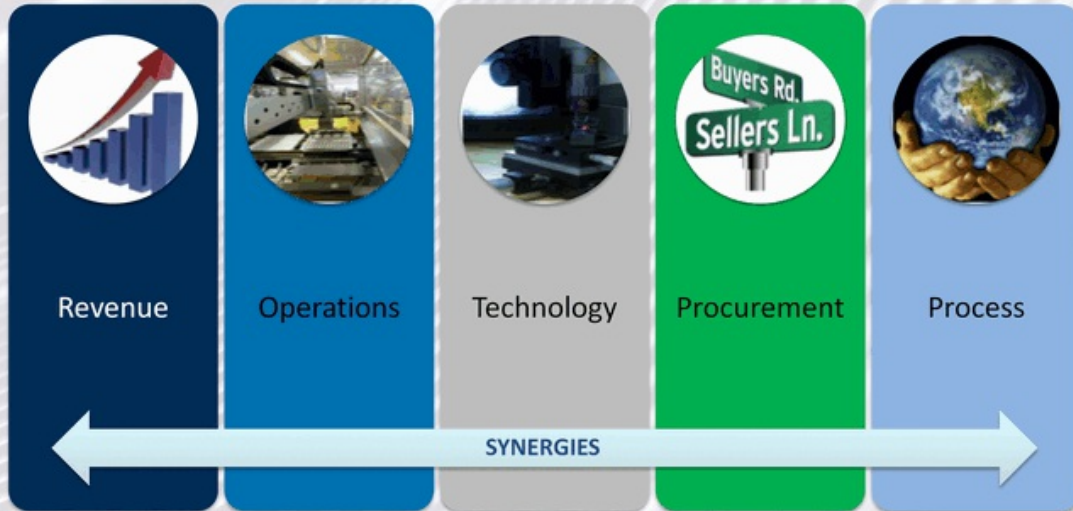 Buyers Rd.
Sellers Ln.
Revenue
Operations
Technology
Procurement
Process
SYNERGIES